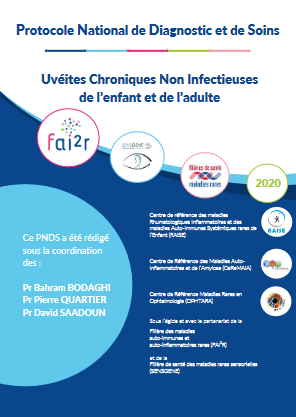 Protocole National de Diagnostic et de Soins
Uvéites Chroniques Non Infectieuses
de l'enfant et de l'adulte
fai2r
SENSGENE
filières de santé
maladies rares
2020
Ce PNDS a été rédigé
sous la coordination
des :
Pr Bahram BODAGHI
Pr Pierre QUARTIER
Pr David SAADOUN
Centre de référence des maladies
Rhumatologiques inflammatoires et des
maladies Auto-Immunes Systémiques rares de
l'Enfant (RAISE)
RAISE
Centre de Référence des Maladies Auto-
Inflammatoires et de l'Amylose (CeRéMAIA)
Centre de Référence Maladies Rares en
Ophtalmologie (OPHTARA)
Sous l'égide et avec le partenariat de la
Filière des maladies
auto-immunes et
auto-inflammatoires rares (FAI²R)
et de la
Filière de santé des maladies rares sensorielles
(SENSGENE)